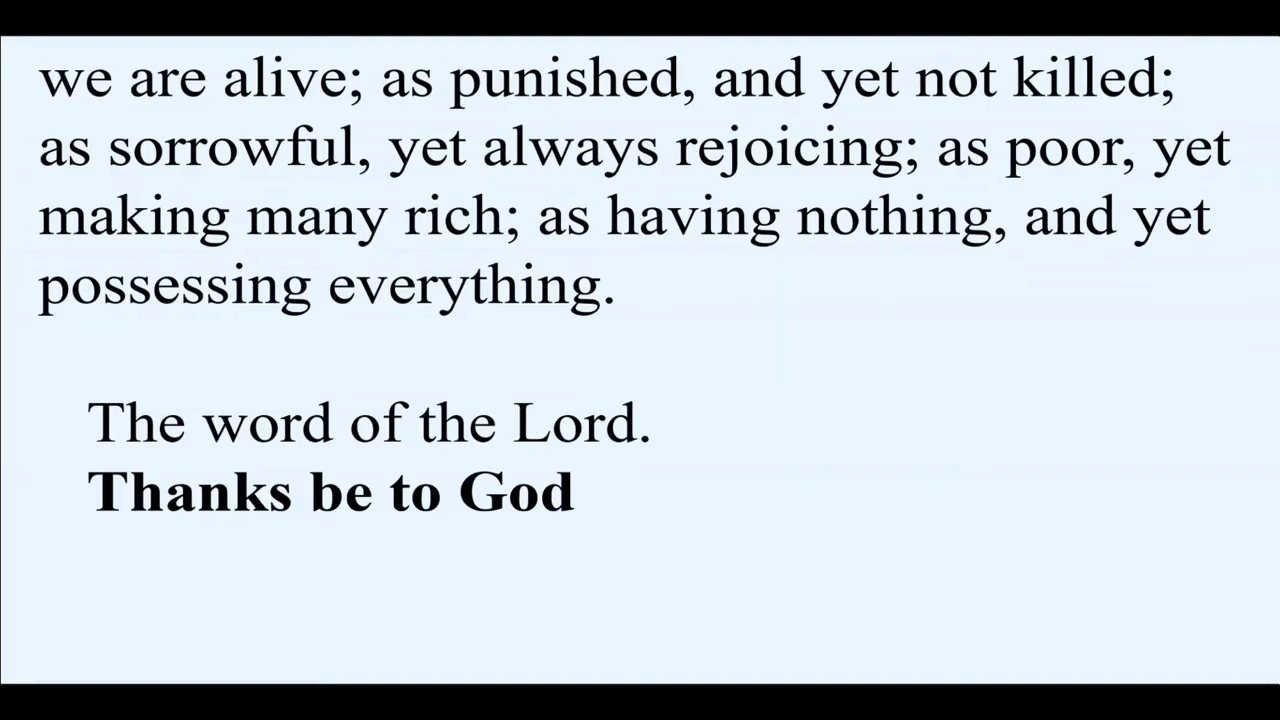 we are alive; as punished, and yet not killed;
as sorrowful, yet always rejoicing; as poor, yet
making many rich; as having nothing, and yet
possessing everything.
The word of the Lord.
Thanks be to God